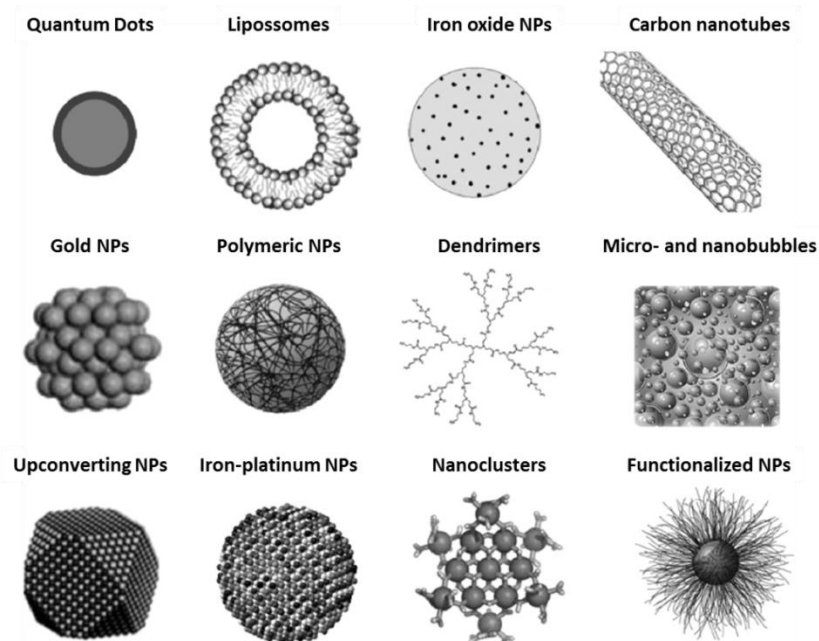 Quantum Dots
Lipossomes
Iron oxide NPs
Carbon nanotubes
Gold NPs
Polymeric NPs
Dendrimers
Micro- and nanobubbles
Upconverting NPs
Iron-platinum NPs
Nanoclusters
Functionalized NPs